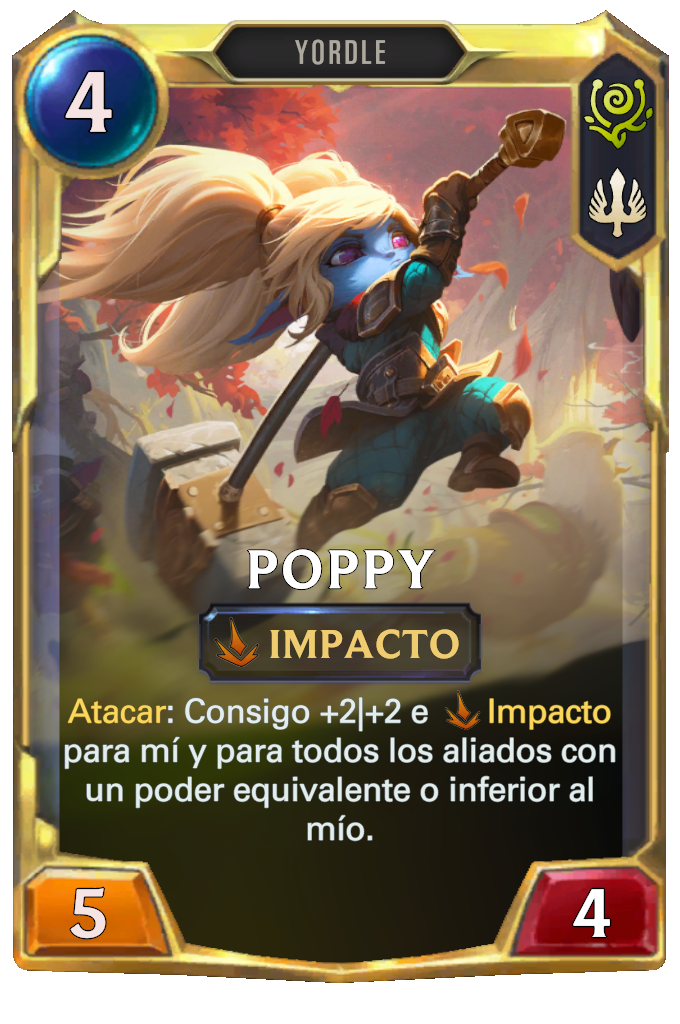 YORDLE
4
POPPY
IMPACTO
Atacar: Consigo +2|+2 e Impacto
para mí y para todos los aliados con
un poder equivalente o inferior al
mío.
5
4